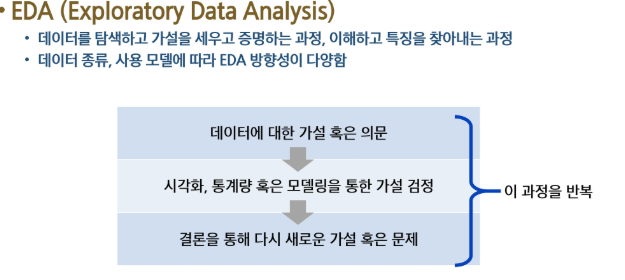 • EDA (Exploratory Data Analysis)
• 데이터를 탐색하고 가설을 세우고 증명하는 과정, 이해하고 특징을 찾아내는 과정
• 데이터 종류, 사용 모델에 따라 EDA 방향성이 다양함
데이터에 대한 가설 혹은 의문
시각화, 통계량 혹은 모델링을 통한 가설 검정
이 과정을 반복
결론을 통해 다시 새로운 가설 혹은 문제